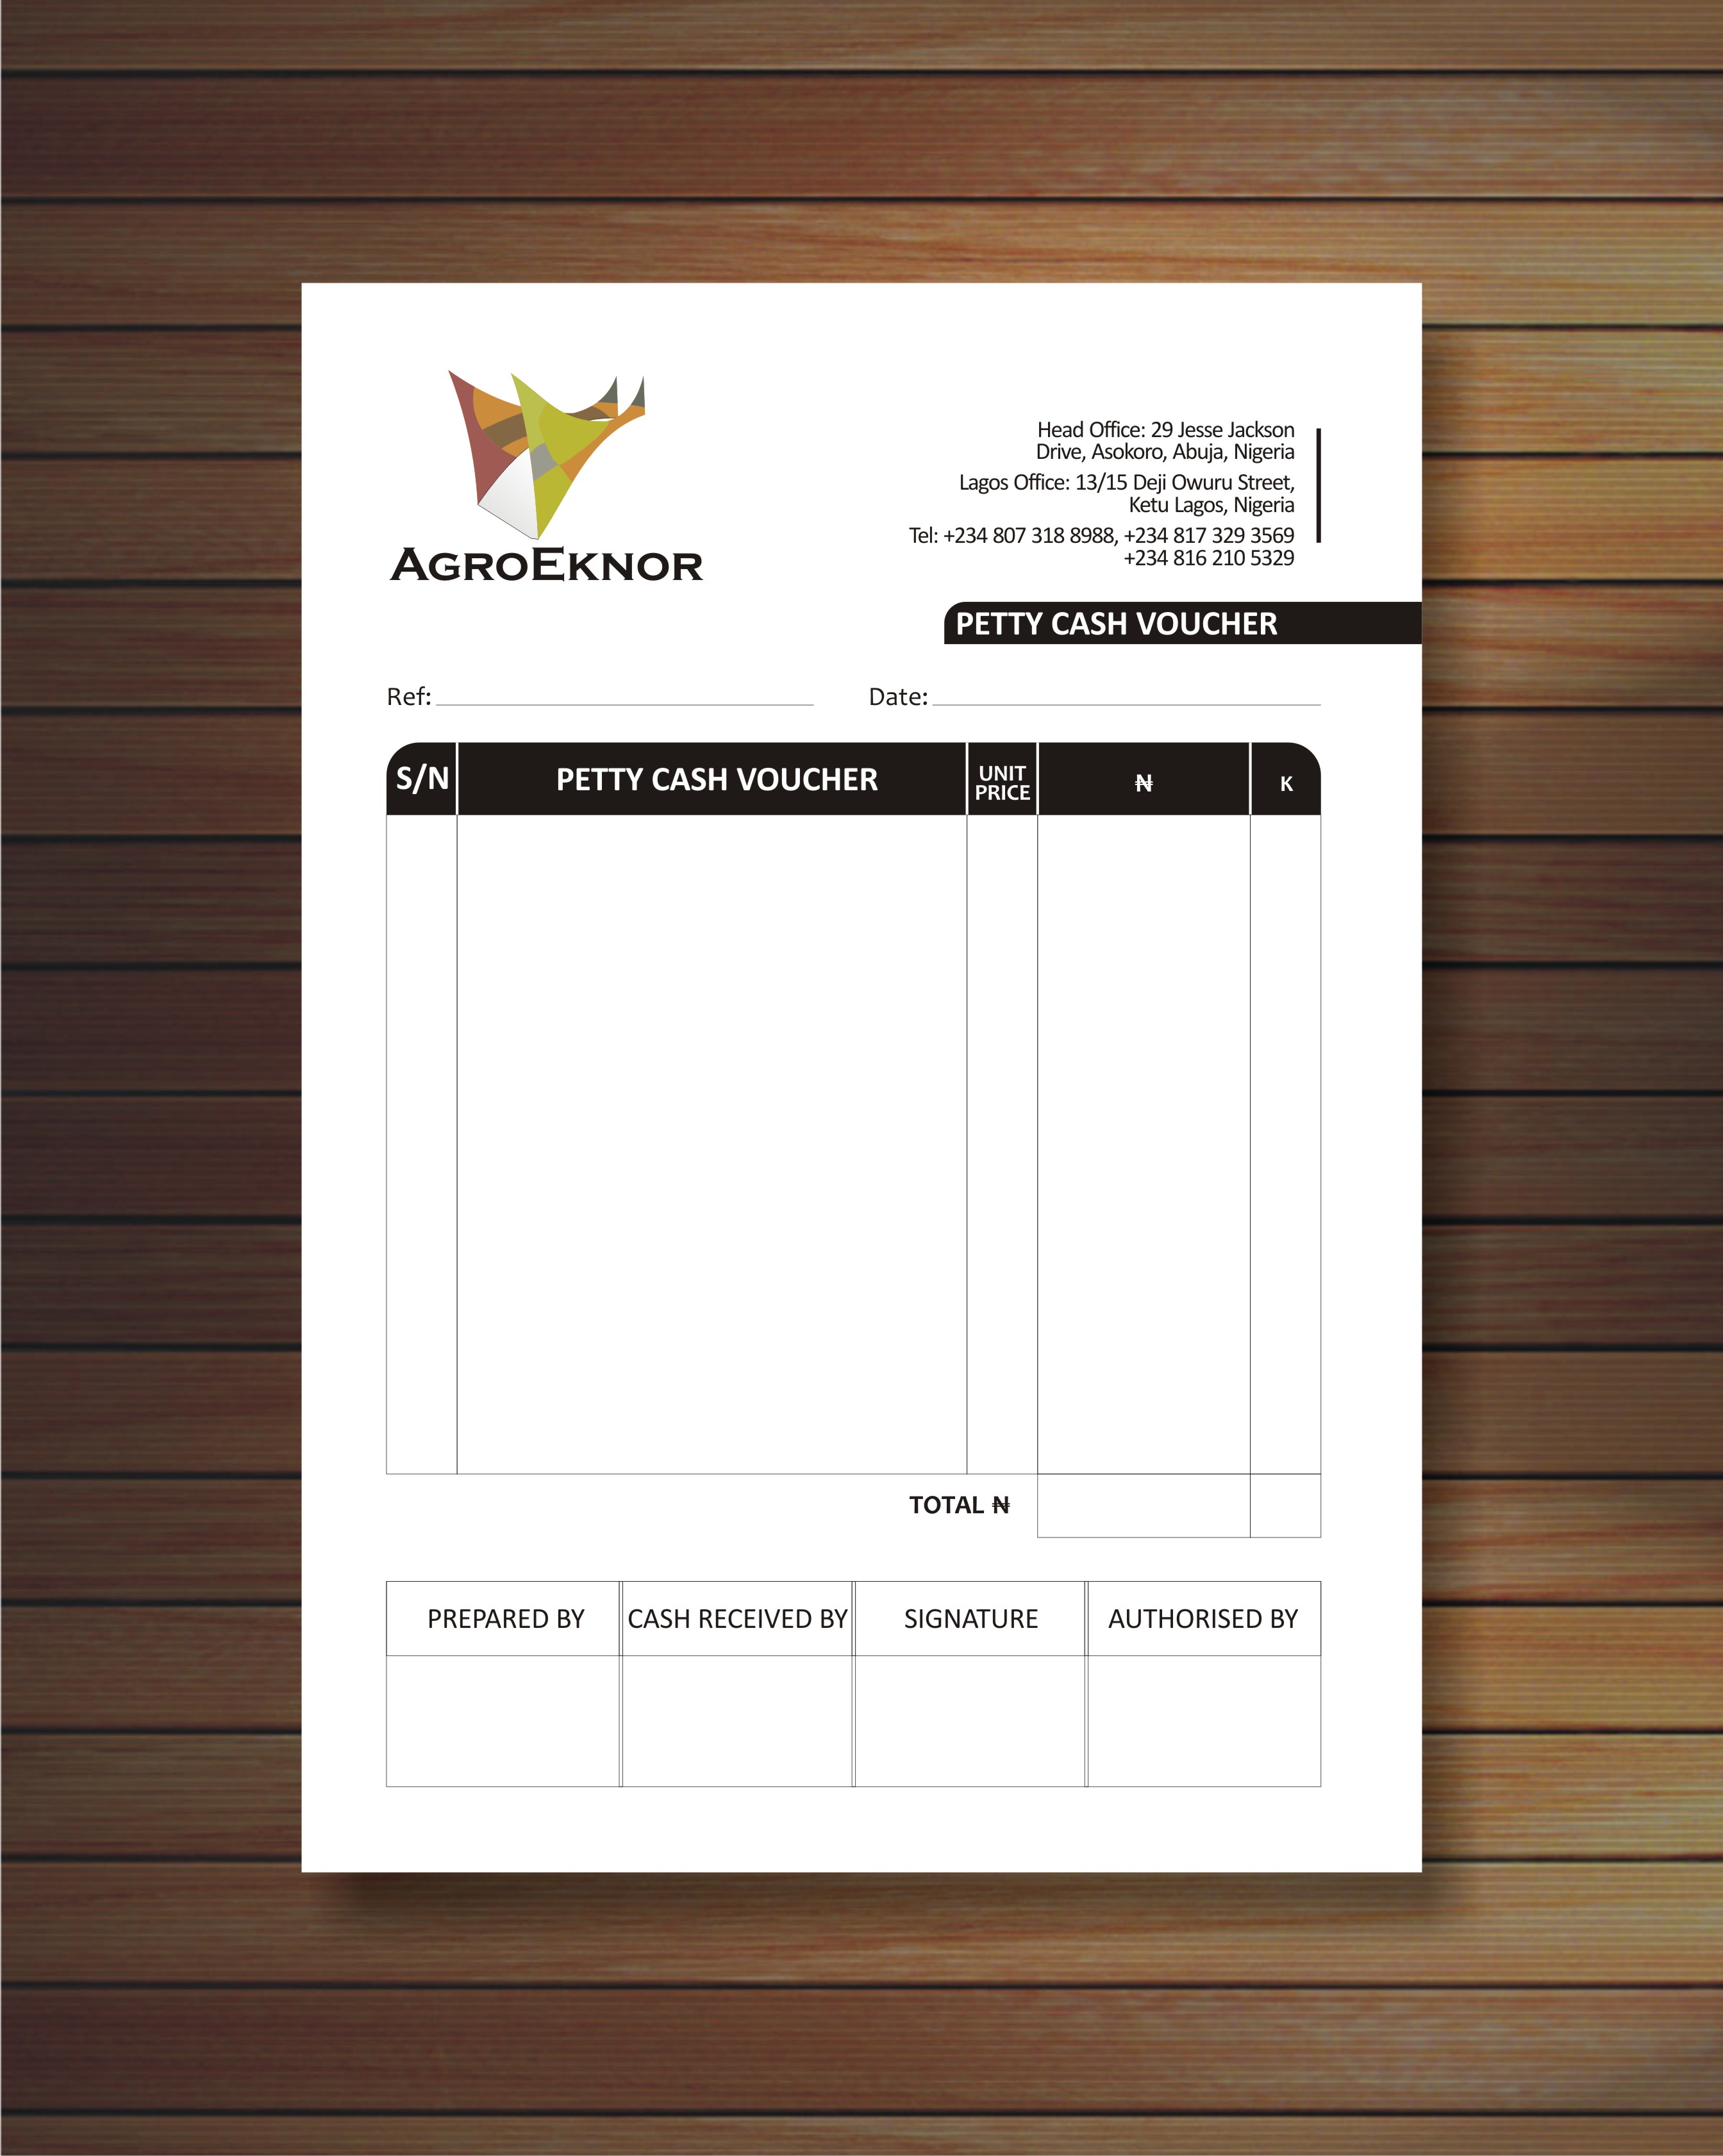 AGROEKNOR
Head Office: 29 Jesse Jackson
Drive, Asokoro, Abuja, Nigeria
Lagos Office: 13/15 Deji Owuru Street,
Ketu Lagos, Nigeria
Tel: +234 807 318 8988, +234 817 329 3569
+234 816 210 5329
PETTY CASH VOUCHER
Ref: Date:
S/N PETTY CASH VOUCHER UNIT PRICE ₦ K
TOTAL ₦
PREPARED BY CASH RECEIVED BY SIGNATURE AUTHORISED BY